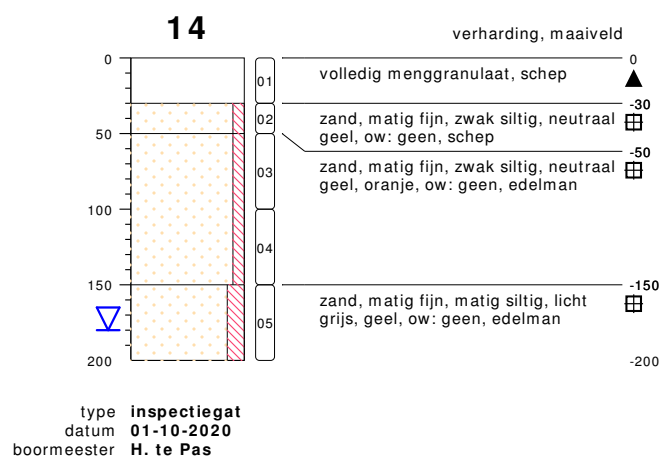 14
verharding, maaiveld
0
0
01
volledig menggranulaat, schep
-30
02
zand, matig fijn, zwak siltig, neutraal
geel, ow: geen, schep
50
-50
03
zand, matig fijn, zwak siltig, neutraal
geel, oranje, ow: geen, edelman
100
04
150
-150
05
zand, matig fijn, matig siltig, licht
grijs, geel, ow: geen, edelman
200
-200
type inspectiegat
datum 01-10-2020
boormeester H. te Pas